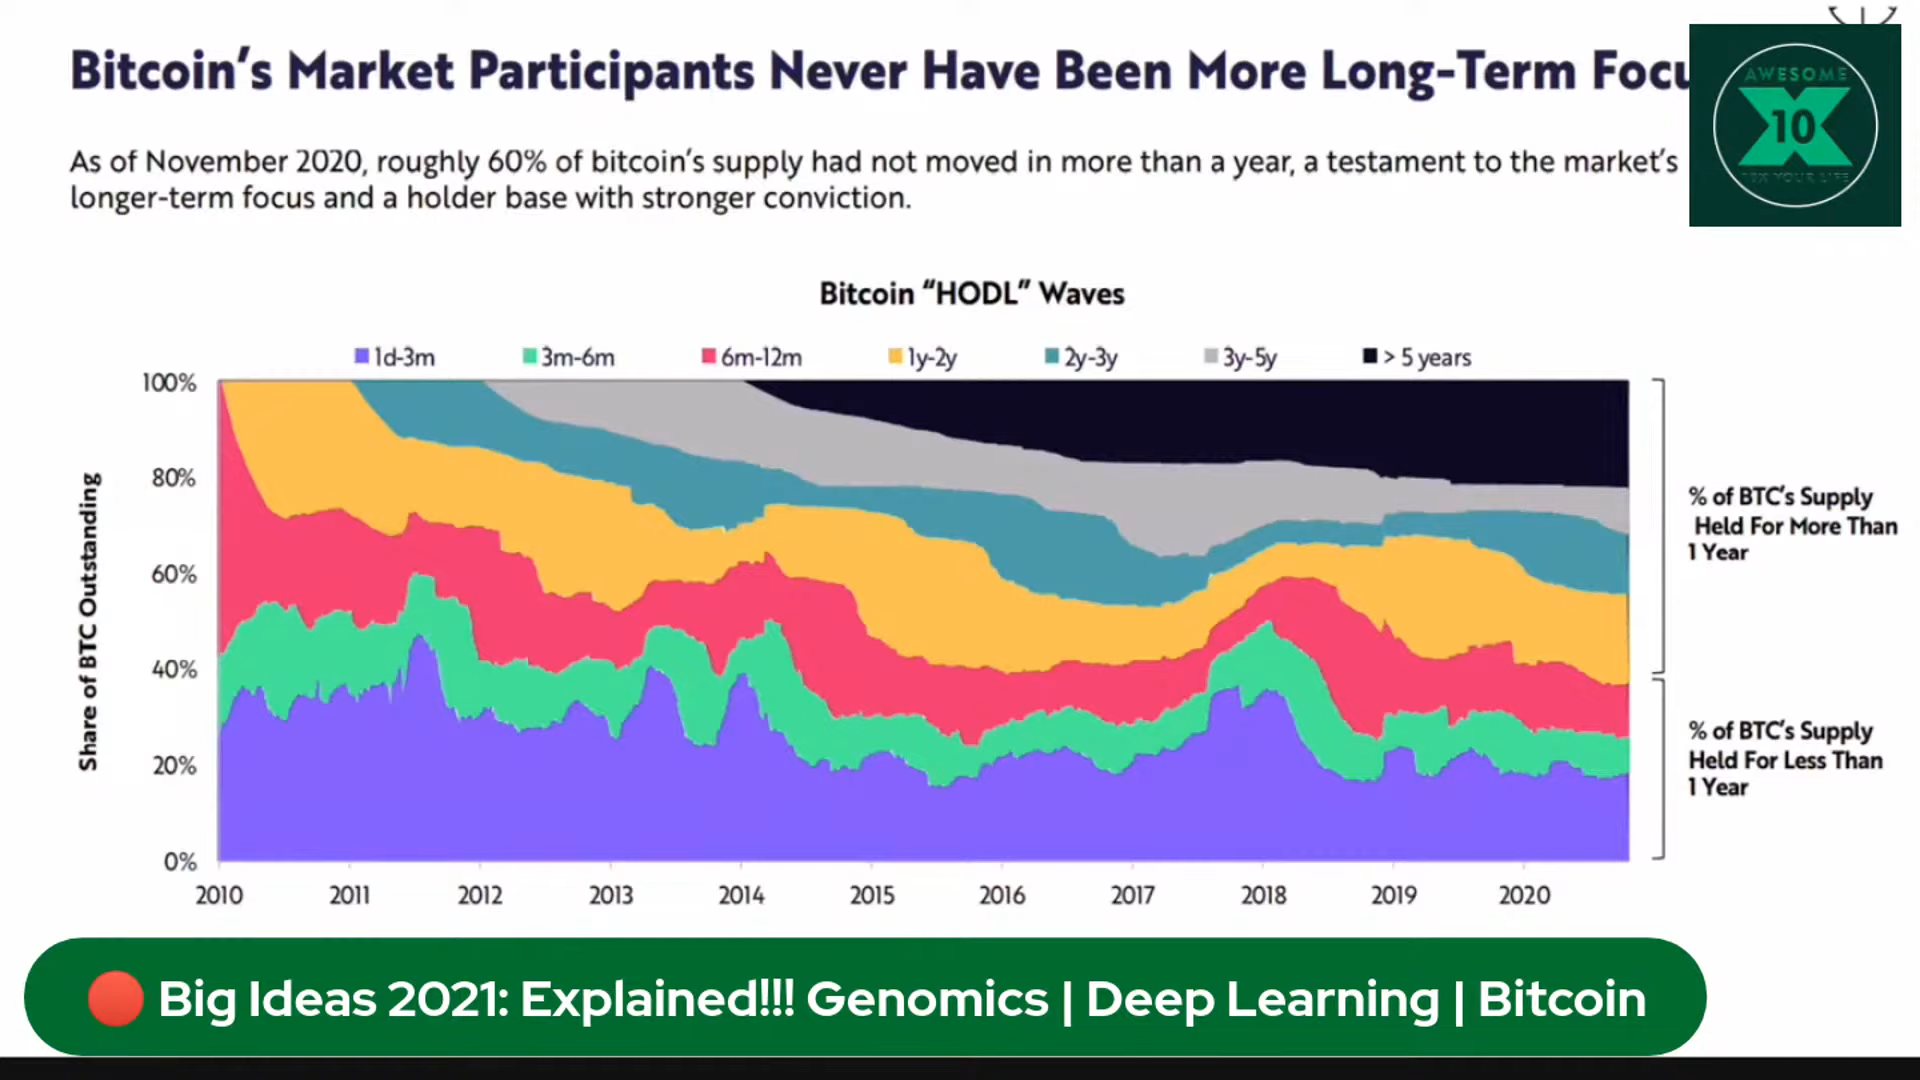 Bitcoin’s Market Participants Never Have Been More Long-Term Focu
AWESOME
10
10X YOUR LIFE
As of November 2020, roughly 60% of bitcoin’s supply had not moved in more than a year, a testament to the market’s
longer-term focus and a holder base with stronger conviction.
Bitcoin “HODL” Waves
1d-3m 3m-6m 6m-12m 1y-2y 2y-3y 3y-5y > 5 years
Share of BTC Outstanding
100%
80%
60%
40%
20%
0%
2010 2011 2012 2013 2014 2015 2016 2017 2018 2019 2020
% of BTC’s Supply
Held For More Than
1 Year
% of BTC’s Supply
Held For Less Than
1 Year
Big Ideas 2021: Explained!!! Genomics | Deep Learning | Bitcoin